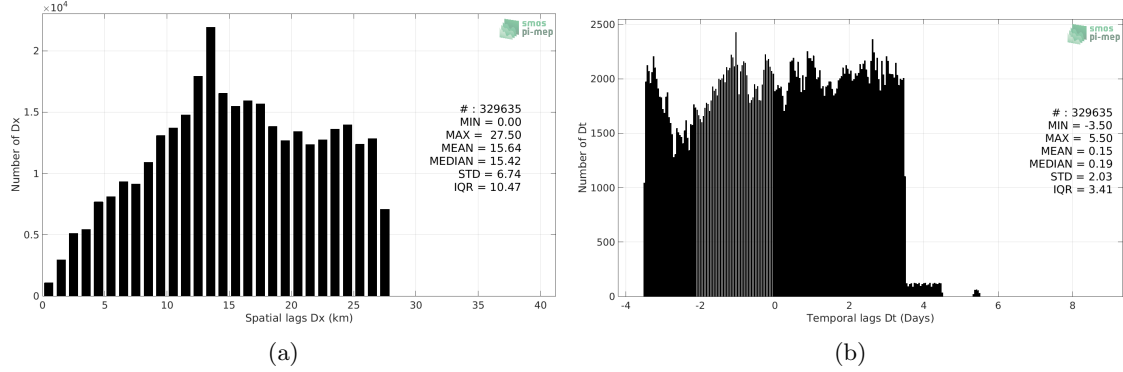 ×10⁴
2
1.5
1
0.5
0
Number of Dx
0 5 10 15 20 25 30 35 40
Spatial lags Dx (km)
smos
pi-mep
# : 329635
MIN = 0.00
MAX = 27.50
MEAN = 15.64
MEDIAN = 15.42
STD = 6.74
IQR = 10.47
(a)
2500
2000
1500
1000
500
0
Number of Dt
-4 -2 0 2 4 6 8
Temporal lags Dt (Days)
smos
pi-mep
# : 329635
MIN = -3.50
MAX = 5.50
MEAN = 0.15
MEDIAN = 0.19
STD = 2.03
IQR = 3.41
(b)